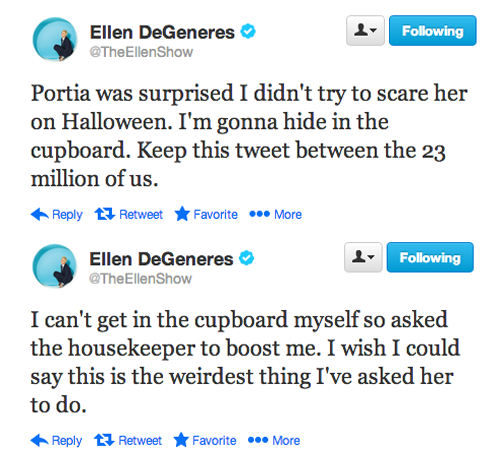 Ellen DeGeneres
Following
@TheEllenShow
Portia was surprised I didn't try to scare her
on Halloween. I'm gonna hide in the
cupboard. Keep this tweet between the 23
million of us.
Reply Retweet Favorite More
Ellen DeGeneres
Following
@TheEllenShow
I can't get in the cupboard myself so asked
the housekeeper to boost me. I wish I could
say this is the weirdest thing I've asked her
to do.
Reply Retweet Favorite More